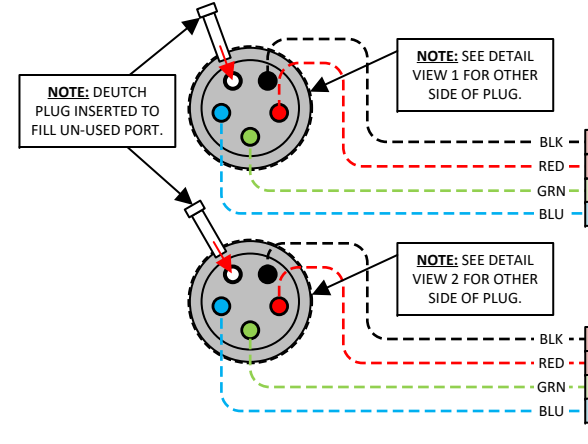 NOTE: DEUTCH
PLUG INSERTED TO
FILL UN-USED PORT.
NOTE: SEE DETAIL
VIEW 1 FOR OTHER
SIDE OF PLUG.
BLK
RED
GRN
BLU
NOTE: SEE DETAIL
VIEW 2 FOR OTHER
SIDE OF PLUG.
BLK
RED
GRN
BLU